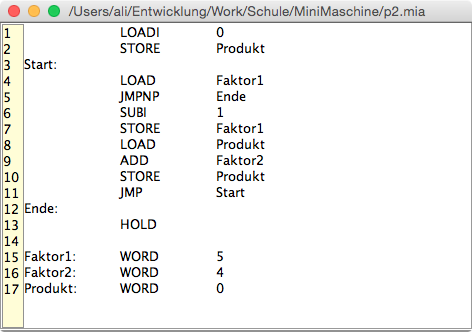 /Users/ali/Entwicklung/Work/Schule/MiniMaschine/p2.mia
1 LOADI 0
2 STORE Produkt
3 Start:
4 LOAD Faktor1
5 JMPNP Ende
6 SUBI 1
7 STORE Faktor1
8 LOAD Produkt
9 ADD Faktor2
10 STORE Produkt
11 JMP Start
12 Ende:
13 HOLD
14
15 Faktor1: WORD 5
16 Faktor2: WORD 4
17 Produkt: WORD 0